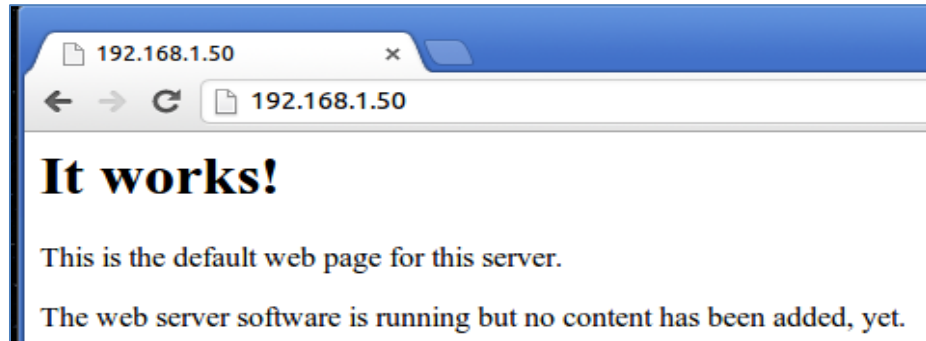 192.168.1.50
192.168.1.50
It works!
This is the default web page for this server.
The web server software is running but no content has been added, yet.